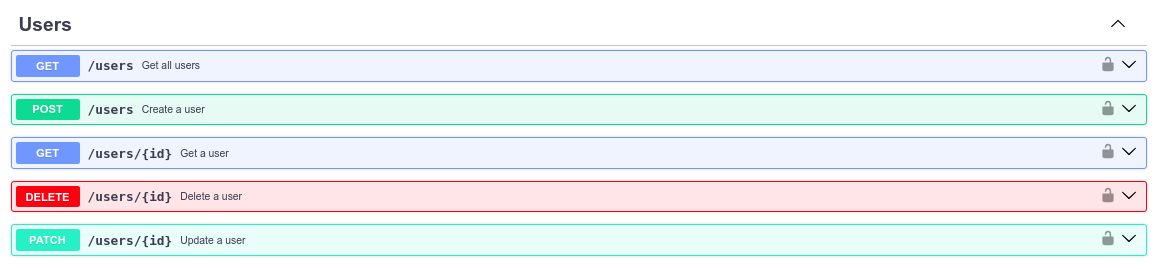 Users
GET /users Get all users
POST /users Create a user
GET /users/{id} Get a user
DELETE /users/{id} Delete a user
PATCH /users/{id} Update a user